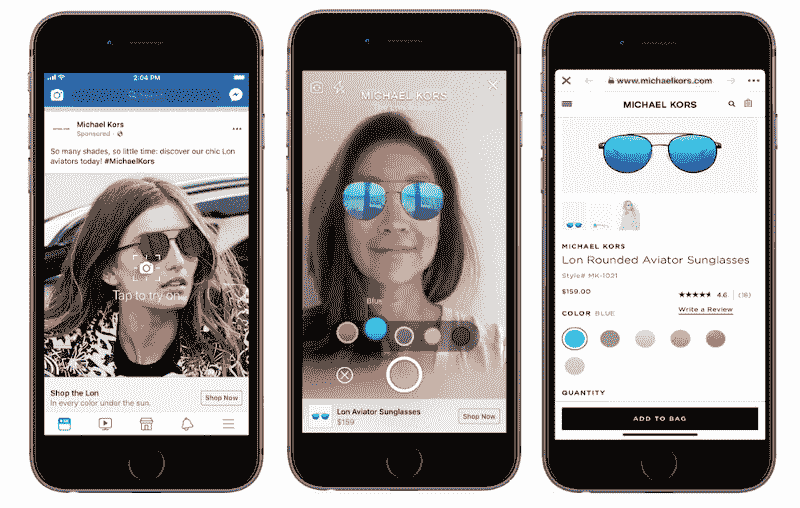 2:04 PM
Michael Kors
Sponsored ·
So many shades, so little time: discover our chic Lon
aviators today! #MichaelKors
Tap to try on
Shop the Lon
In every color under the sun.
Shop Now
MICHAEL KORS
Blue
Lon Aviator Sunglasses
$159
Shop Now
www.michaelkors.com
MICHAEL KORS
MICHAEL KORS
Lon Rounded Aviator Sunglasses
Style# MK-1021
$159.00
4.6
(16)
Write a Review
COLOR BLUE
QUANTITY
ADD TO BAG